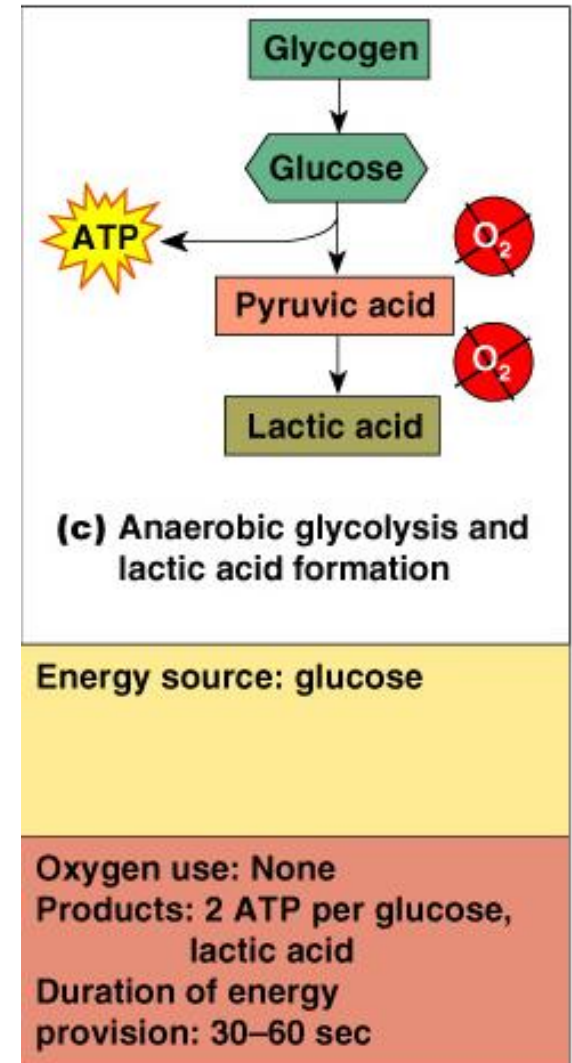 Glycogen
Glucose
ATP
O2
Pyruvic acid
O2
Lactic acid
(c) Anaerobic glycolysis and
lactic acid formation
Energy source: glucose
Oxygen use: None
Products: 2 ATP per glucose,
lactic acid
Duration of energy
provision: 30–60 sec